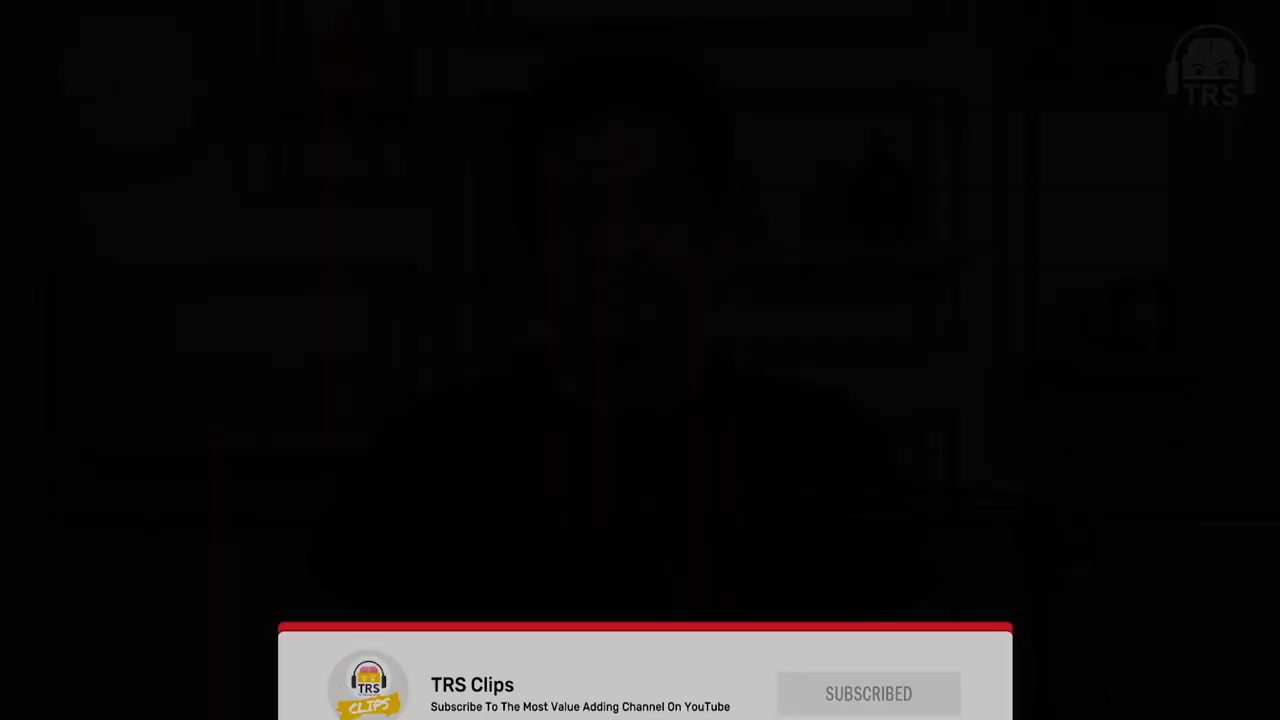 TRS
TRS
CLIPS
TRS Clips
Subscribe To The Most Value Adding Channel On YouTube
SUBSCRIBED